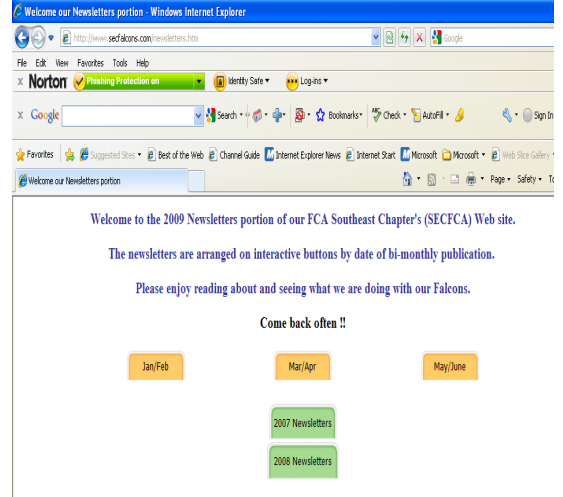 Welcome our Newsletters portion - Windows Internet Explorer
http://www.secfalcons.com/newsletters.htm
Google
File Edit View Favorites Tools Help
x Norton Phishing Protection on Identity Safe Log-ins
x Google Search Bookmarks Check AutoFill Sign In
Favorites Suggested Sites Best of the Web Channel Guide Internet Explorer News Internet Start Microsoft Microsoft Web Slice Gallery
Welcome our Newsletters portion
Page Safety To
Welcome to the 2009 Newsletters portion of our FCA Southeast Chapter's (SECFCA) Web site.
The newsletters are arranged on interactive buttons by date of bi-monthly publication.
Please enjoy reading about and seeing what we are doing with our Falcons.
Come back often !!
Jan/Feb Mar/Apr May/June
2007 Newsletters
2008 Newsletters